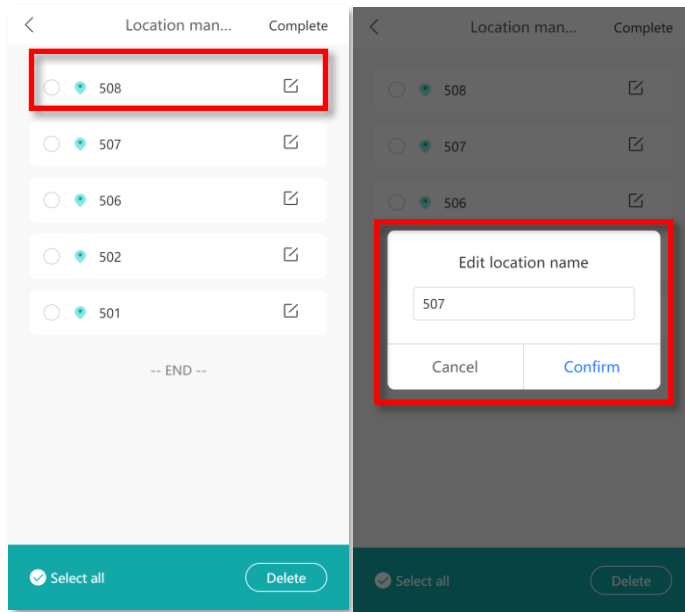 Location man... Complete
508
507
506
502
501
-- END --
Select all Delete
Location man... Complete
508
507
506
Edit location name
507
Cancel Confirm
Select all Delete